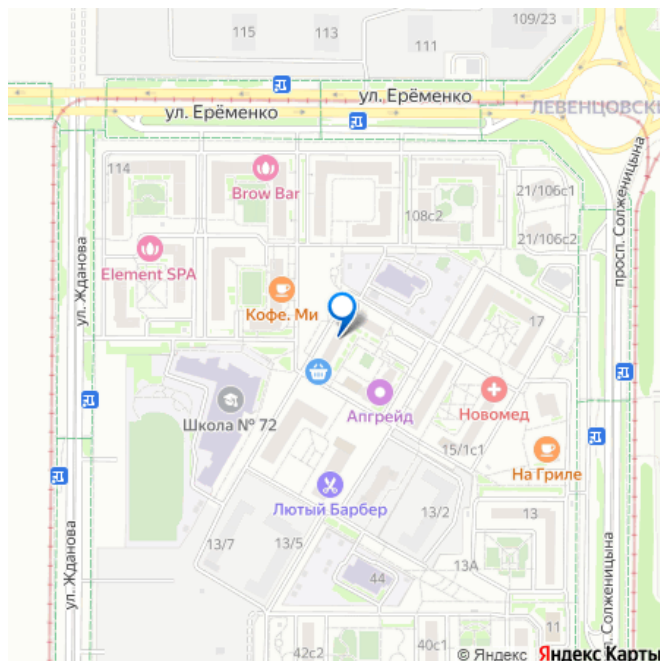 109/23
115
113
111
ул. Ерёменко
ул. Ерёменко
ЛЕВЕНЦОВСКИ
114
Brow Bar
21/106с1
108с2
21/106с2
просп. Солженицына
ул. Жданова
Element SPA
Кофе. Ми
17
Школа № 72
Апгрейд
Новомед
15/1с1
На Гриле
Лютый Барбер
13/2
13
13/7
13/5
13А
44
ул. Жданова
. Солженицына
42с2
40с1
11
© Яндекс Яндекс Карты